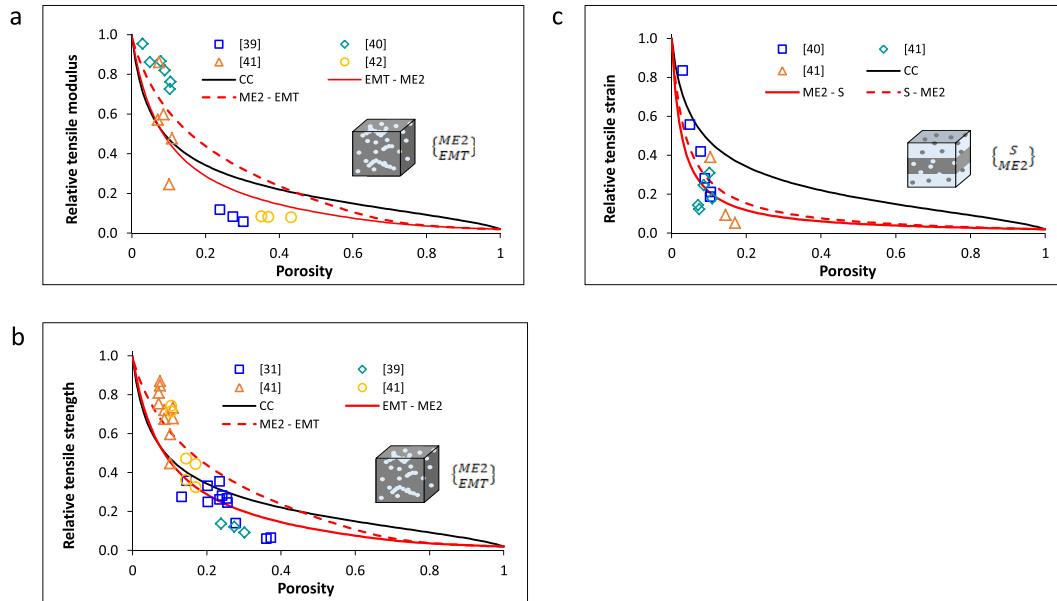 a
Relative tensile modulus
1.0
0.8
0.6
0.4
0.2
0.0
0 0.2 0.4 0.6 0.8 1
Porosity
[39] [40]
[41] [42]
CC EMT - ME2
ME2 - EMT
{ME2
EMT}
c
Relative tensile strain
1.0
0.8
0.6
0.4
0.2
0.0
0 0.2 0.4 0.6 0.8 1
Porosity
[40] [41]
[41] CC
ME2 - S S - ME2
{S
ME2}
b
Relative tensile strength
1.0
0.8
0.6
0.4
0.2
0.0
0 0.2 0.4 0.6 0.8 1
Porosity
[31] [39]
[41] [41]
CC EMT - ME2
ME2 - EMT
{ME2
EMT}